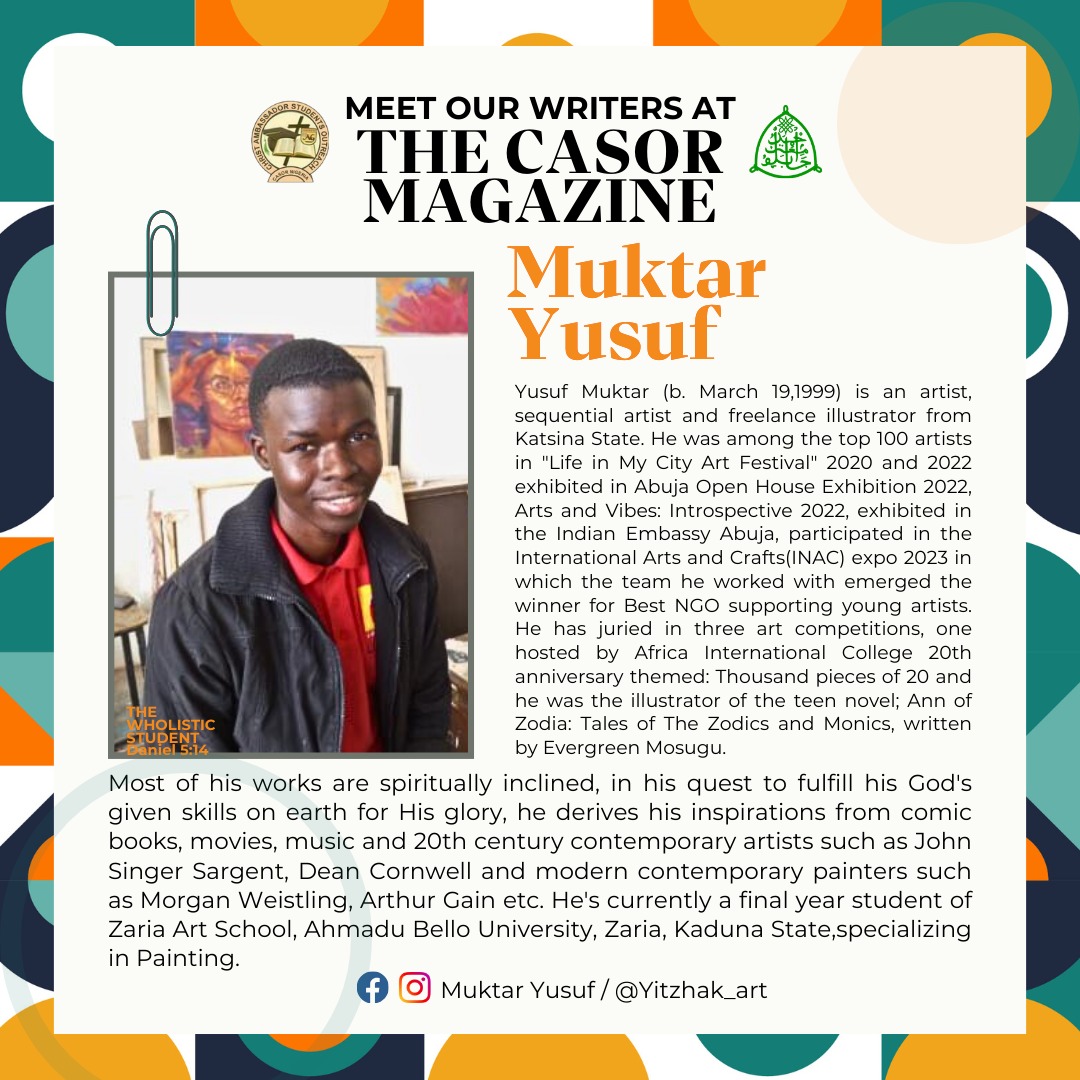 MEET OUR WRITERS AT
THE CASOR
MAGAZINE
CHRIST AMBASSADOR STUDENTS OUTREACH
CASOR NIGERIA
Muktar
Yusuf
Yusuf Muktar (b. March 19,1999) is an artist,
sequential artist and freelance illustrator from
Katsina State. He was among the top 100 artists
in "Life in My City Art Festival" 2020 and 2022
exhibited in Abuja Open House Exhibition 2022,
Arts and Vibes: Introspective 2022, exhibited in
the Indian Embassy Abuja, participated in the
International Arts and Crafts(INAC) expo 2023 in
which the team he worked with emerged the
winner for Best NGO supporting young artists.
He has juried in three art competitions, one
hosted by Africa International College 20th
anniversary themed: Thousand pieces of 20 and
he was the illustrator of the teen novel; Ann of
Zodia: Tales of The Zodics and Monics, written
by Evergreen Mosugu.
THE
WHOLISTIC
STUDENT
Daniel 5:14
Most of his works are spiritually inclined, in his quest to fulfill his God's
given skills on earth for His glory, he derives his inspirations from comic
books, movies, music and 20th century contemporary artists such as John
Singer Sargent, Dean Cornwell and modern contemporary painters such
as Morgan Weistling, Arthur Gain etc. He's currently a final year student of
Zaria Art School, Ahmadu Bello University, Zaria, Kaduna State,specializing
in Painting.
Muktar Yusuf / @Yitzhak_art